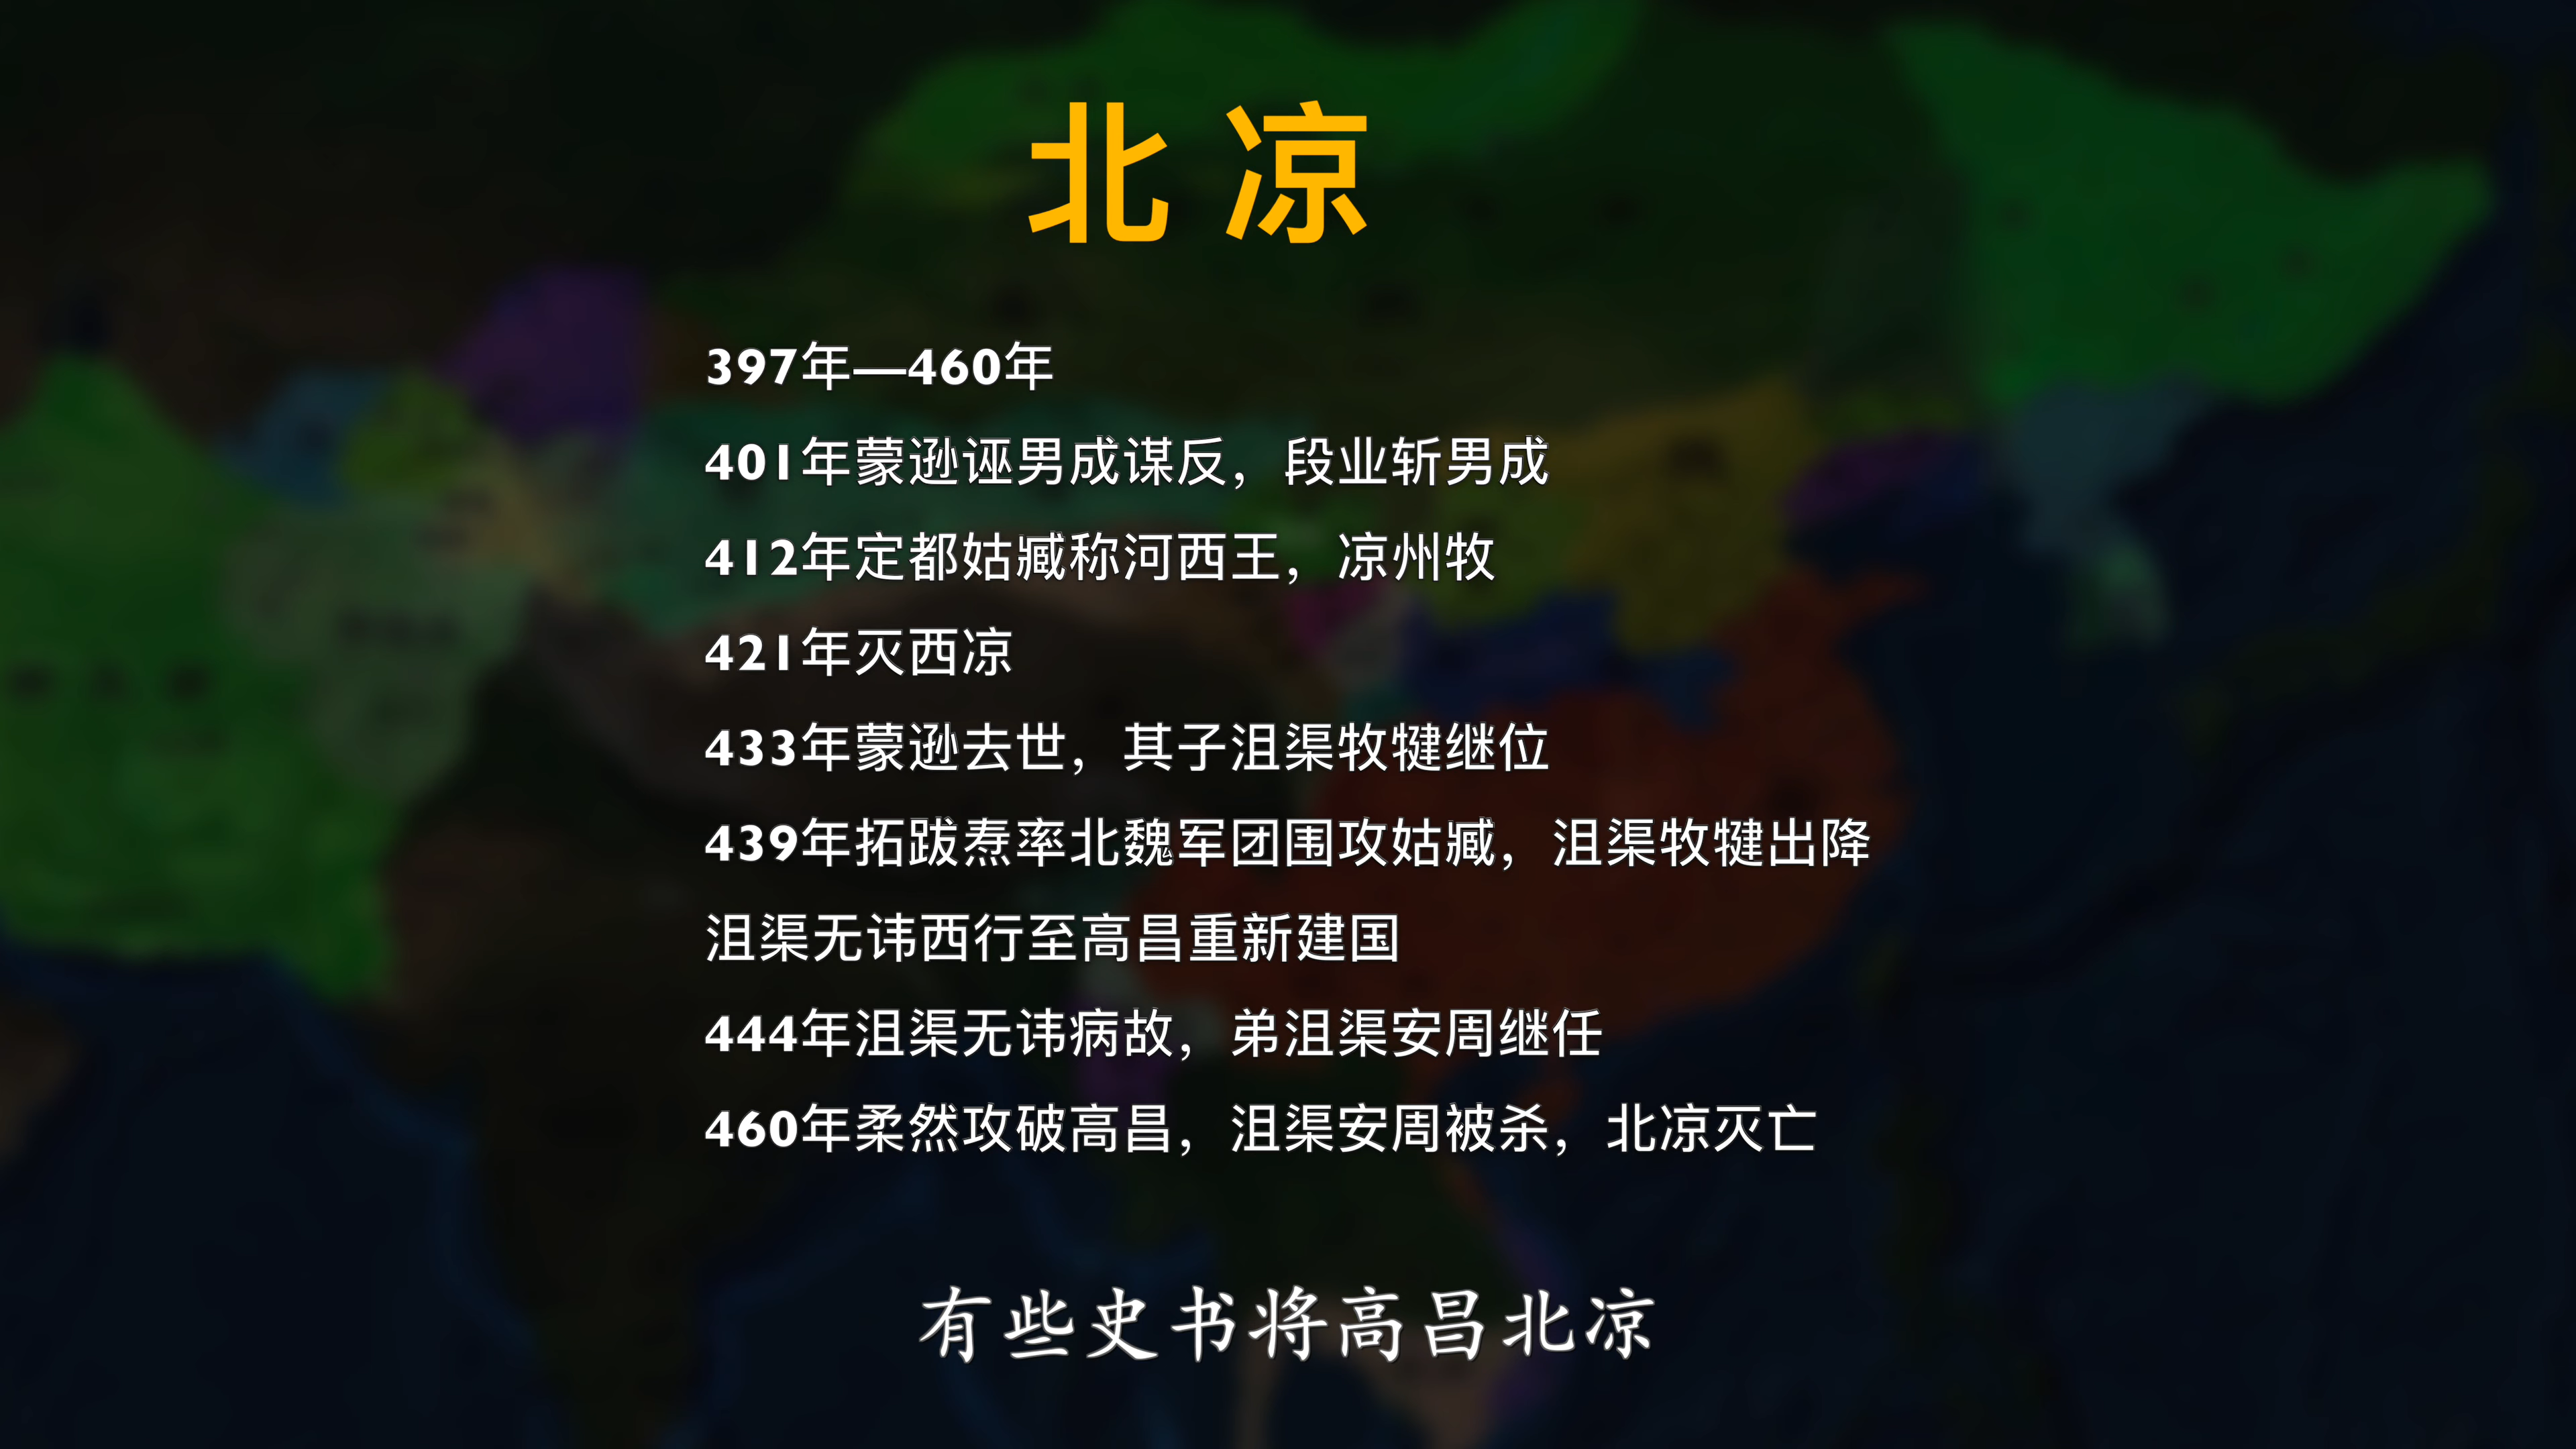 北凉
397年—460年
401年蒙逊诬男成谋反，段业斩男成
412年定都姑臧称河西王，凉州牧
421年灭西凉
433年蒙逊去世，其子沮渠牧犍继位
439年拓跋焘率北魏军团围攻姑臧，沮渠牧犍出降
沮渠无讳西行至高昌重新建国
444年沮渠无讳病故，弟沮渠安周继任
460年柔然攻破高昌，沮渠安周被杀，北凉灭亡
有些史书将高昌北凉